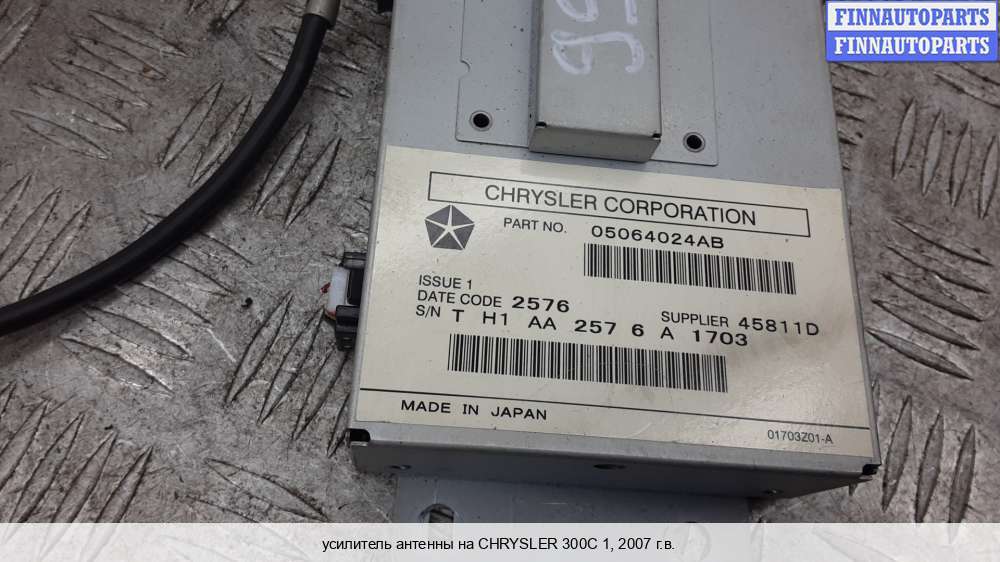 FINNAUTOPARTS
FINNAUTOPARTS
CHRYSLER CORPORATION
PART NO. 05064024AB
ISSUE 1
DATE CODE 2576
SUPPLIER 45811D
S/N T H1 AA 257 6 A 1703
MADE IN JAPAN
01703Z01-A
усилитель антенны на CHRYSLER 300C 1, 2007 г.в.